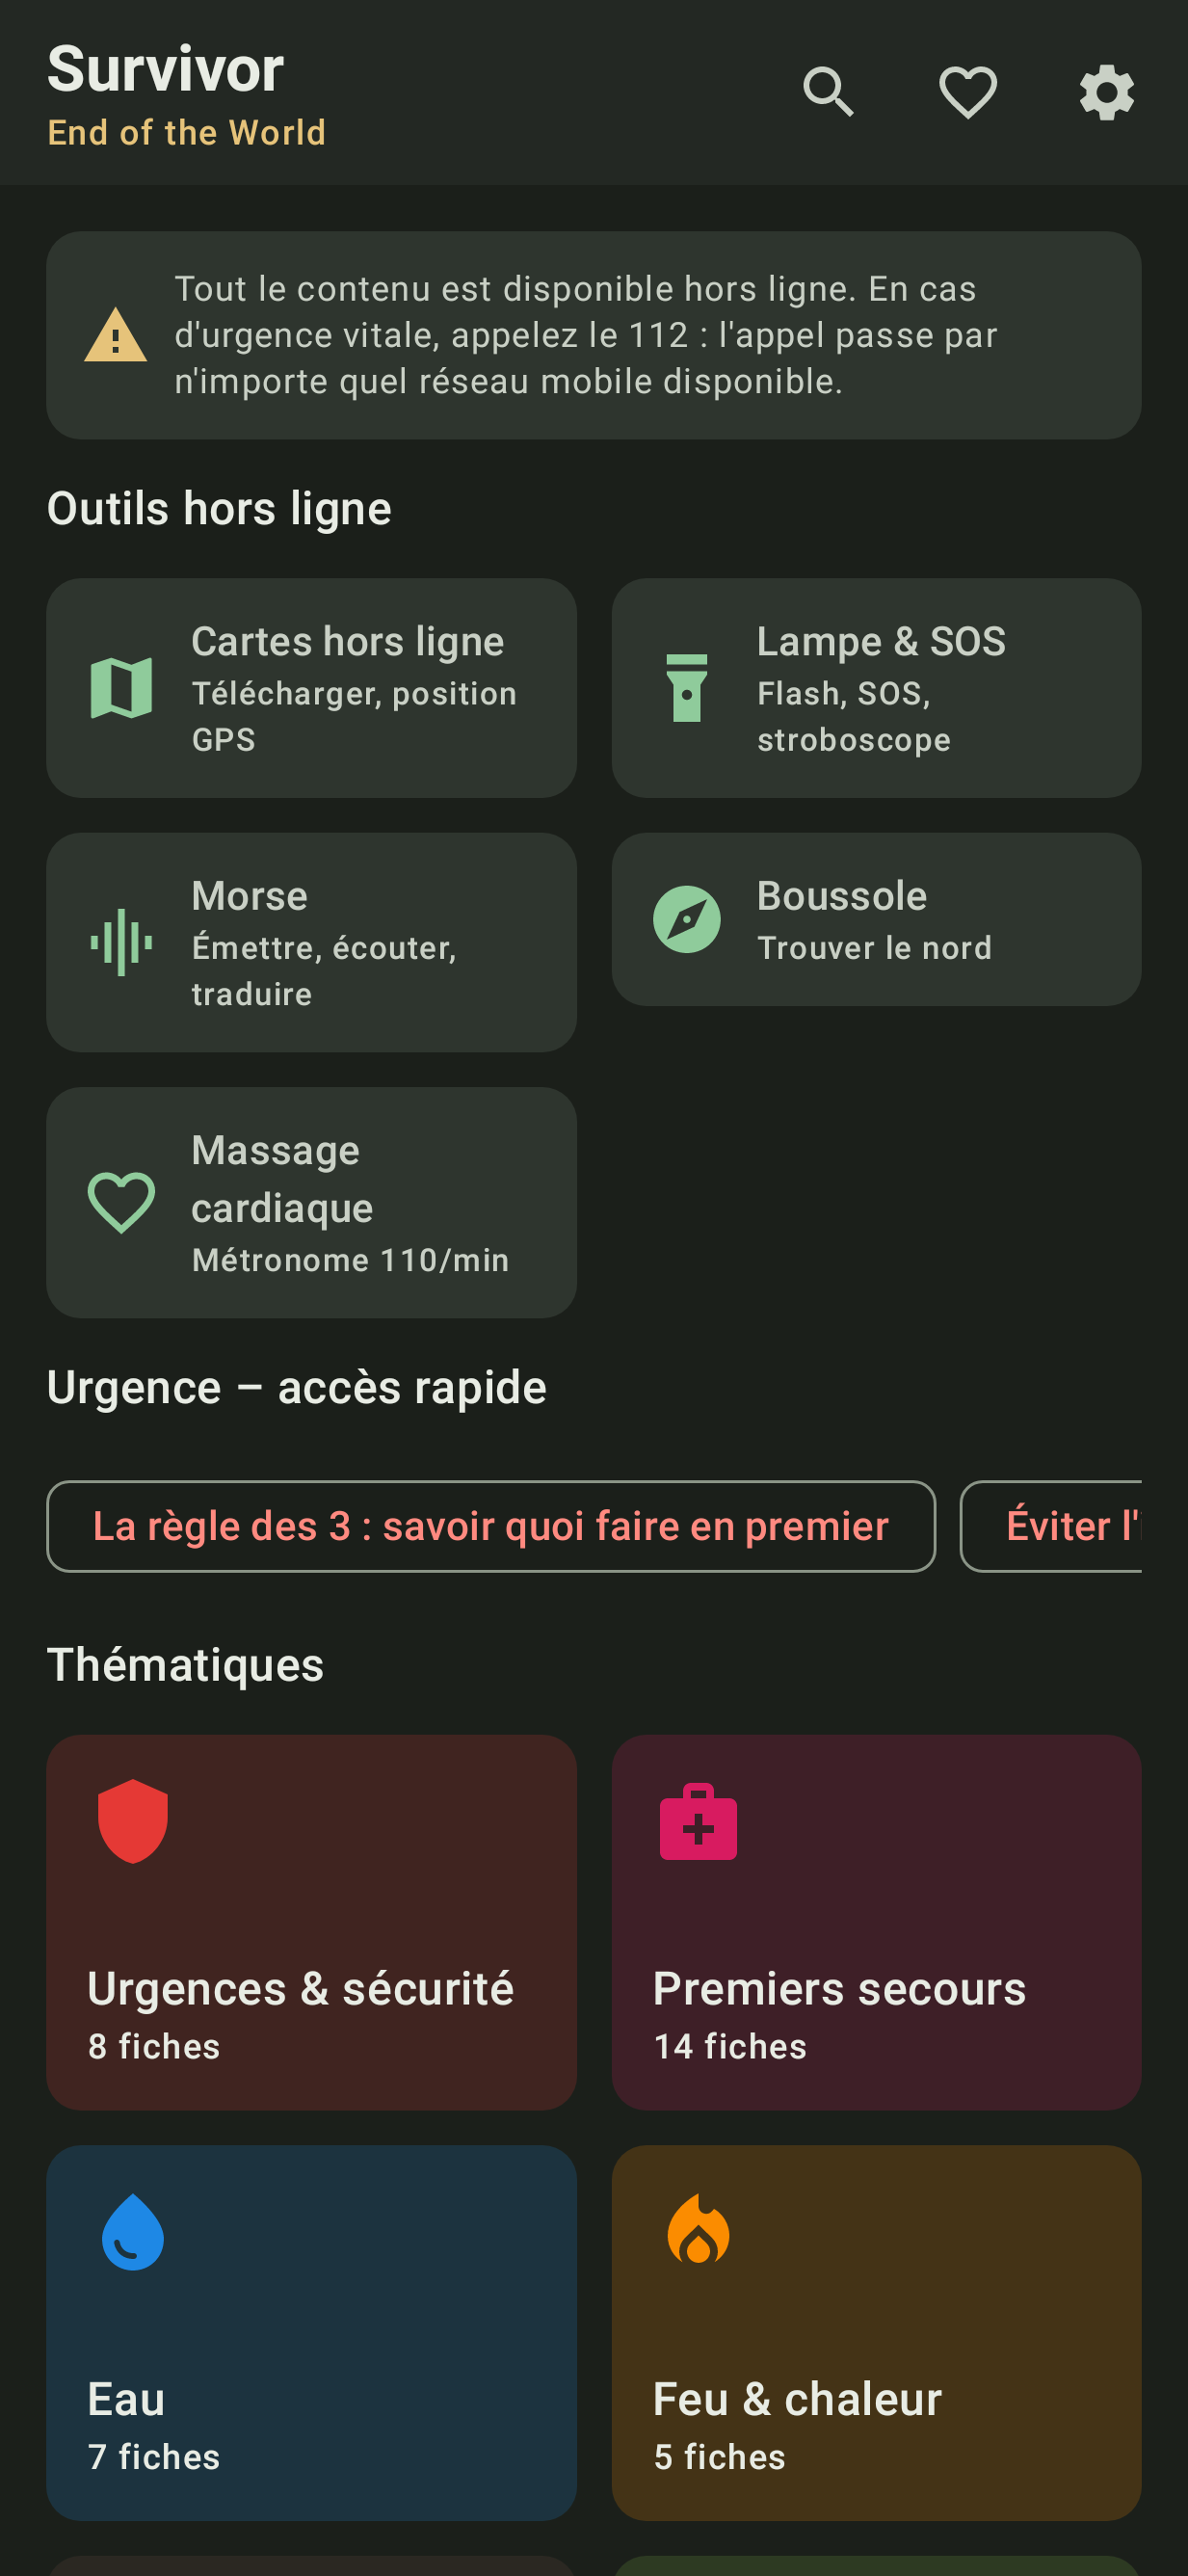 Survivor
End of the World
Tout le contenu est disponible hors ligne. En cas
d'urgence vitale, appelez le 112 : l'appel passe par
n'importe quel réseau mobile disponible.
Outils hors ligne
Cartes hors ligne
Télécharger, position
GPS
Lampe & SOS
Flash, SOS,
stroboscope
Morse
Émettre, écouter,
traduire
Boussole
Trouver le nord
Massage
cardiaque
Métronome 110/min
Urgence – accès rapide
La règle des 3 : savoir quoi faire en premier
Éviter
Thématiques
Urgences & sécurité
8 fiches
Premiers secours
14 fiches
Eau
7 fiches
Feu & chaleur
5 fiches